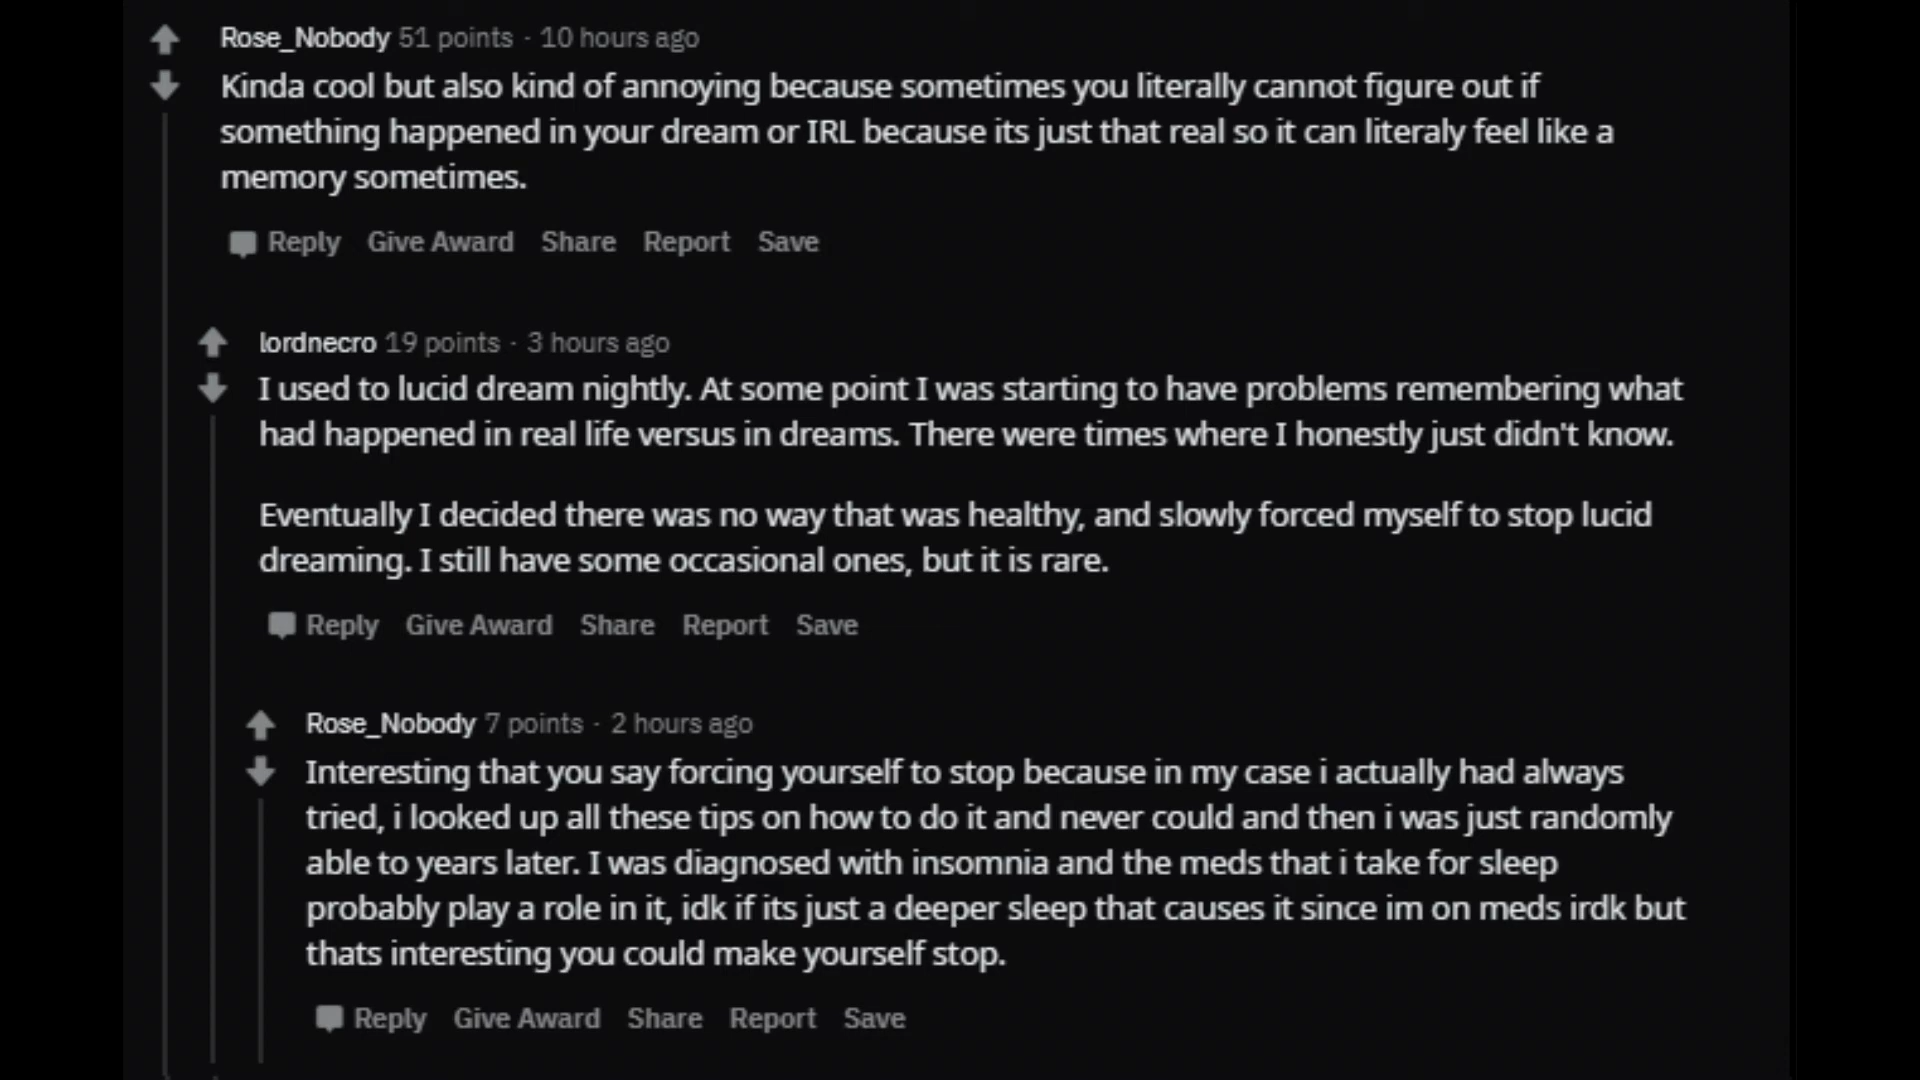 Rose_Nobody 51 points · 10 hours ago
Kinda cool but also kind of annoying because sometimes you literally cannot figure out if
something happened in your dream or IRL because its just that real so it can literaly feel like a
memory sometimes.
Reply Give Award Share Report Save
lordnecro 19 points · 3 hours ago
I used to lucid dream nightly. At some point I was starting to have problems remembering what
had happened in real life versus in dreams. There were times where I honestly just didn't know.
Eventually I decided there was no way that was healthy, and slowly forced myself to stop lucid
dreaming. I still have some occasional ones, but it is rare.
Reply Give Award Share Report Save
Rose_Nobody 7 points · 2 hours ago
Interesting that you say forcing yourself to stop because in my case i actually had always
tried, i looked up all these tips on how to do it and never could and then i was just randomly
able to years later. I was diagnosed with insomnia and the meds that i take for sleep
probably play a role in it, idk if its just a deeper sleep that causes it since im on meds irdk but
thats interesting you could make yourself stop.
Reply Give Award Share Report Save